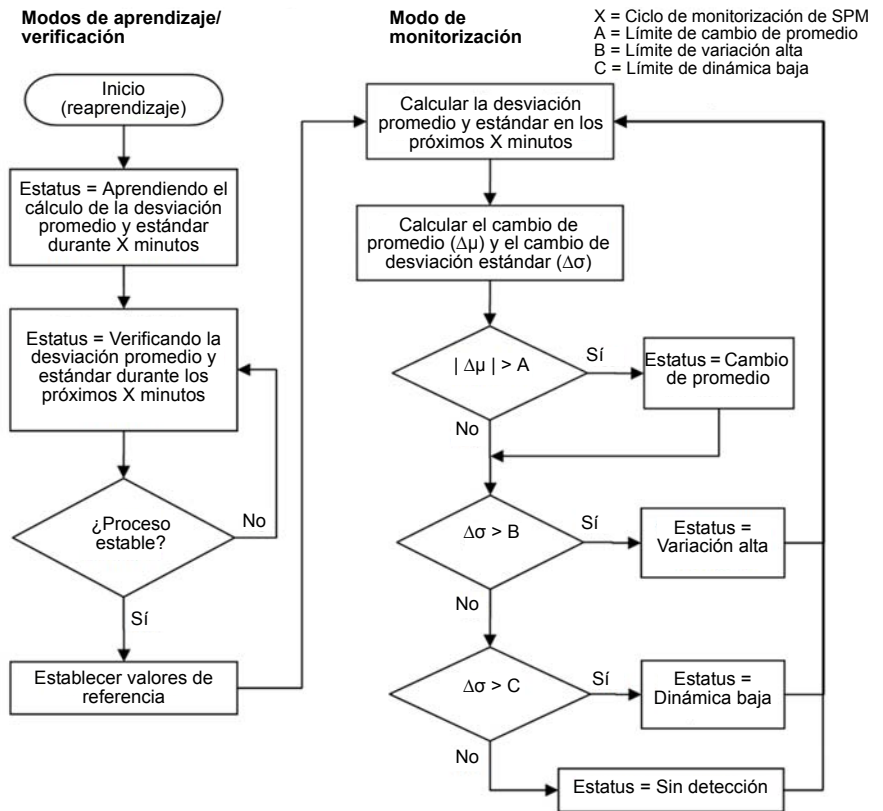 Modos de aprendizaje/
verificación
Inicio
(reaprendizaje)
Estatus = Aprendiendo el
cálculo de la desviación
promedio y estándar
durante X minutos
Estatus = Verificando la
desviación promedio y
estándar durante los
próximos X minutos
¿Proceso
estable?
No
Sí
Establecer valores de
referencia
Modo de
monitorización
X = Ciclo de monitorización de SPM
A = Límite de cambio de promedio
B = Límite de variación alta
C = Límite de dinámica baja
Calcular la desviación
promedio y estándar en los
próximos X minutos
Calcular el cambio de
promedio (Δμ) y el cambio de
desviación estándar (Δσ)
| Δμ | > A
Sí
Estatus = Cambio
de promedio
No
Δσ > B
Sí
Estatus =
Variación alta
No
Δσ > C
Sí
Estatus =
Dinámica baja
No
Estatus = Sin detección